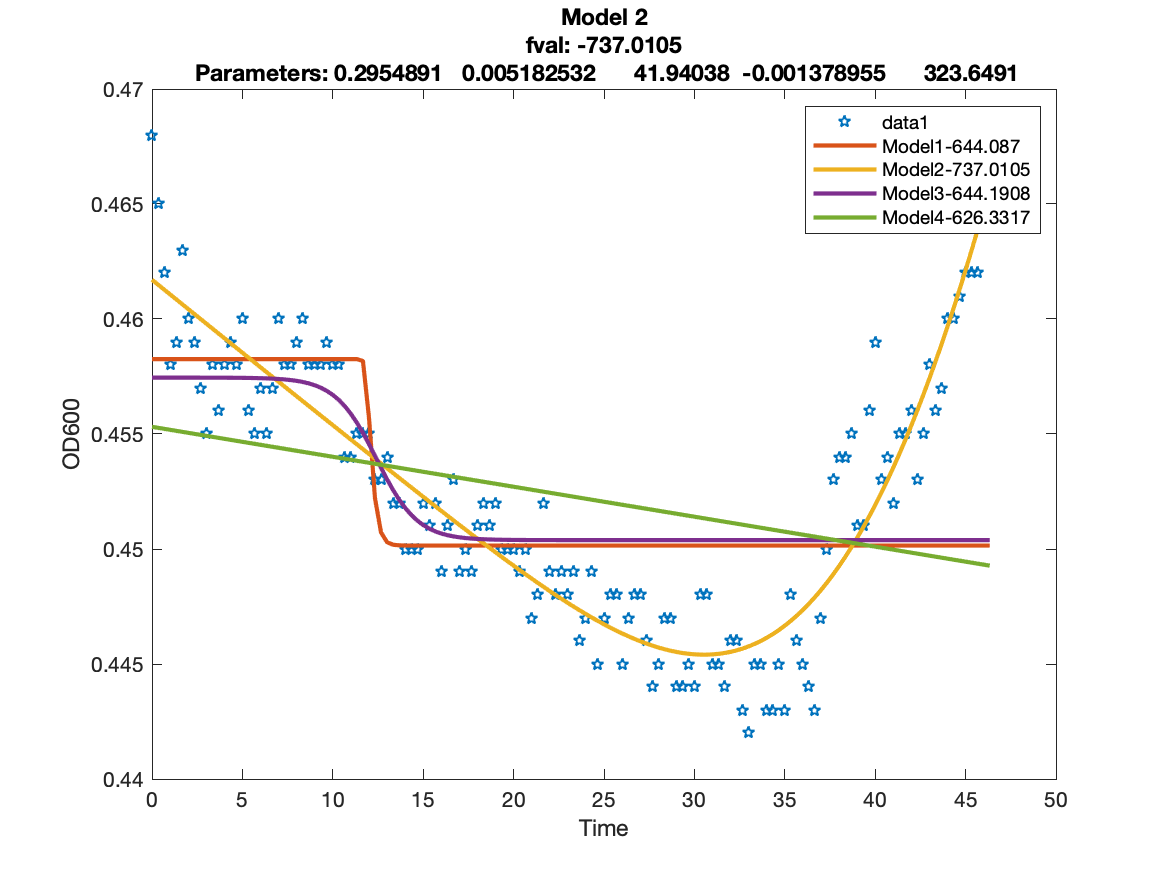 Model 2
fval: -737.0105
Parameters: 0.2954891 0.005182532 41.94038 -0.001378955 323.6491
0.47
0.465
0.46
0.455
0.45
0.445
0.44
OD600
0 5 10 15 20 25 30 35 40 45 50
Time
data1
Model1-644.087
Model2-737.0105
Model3-644.1908
Model4-626.3317